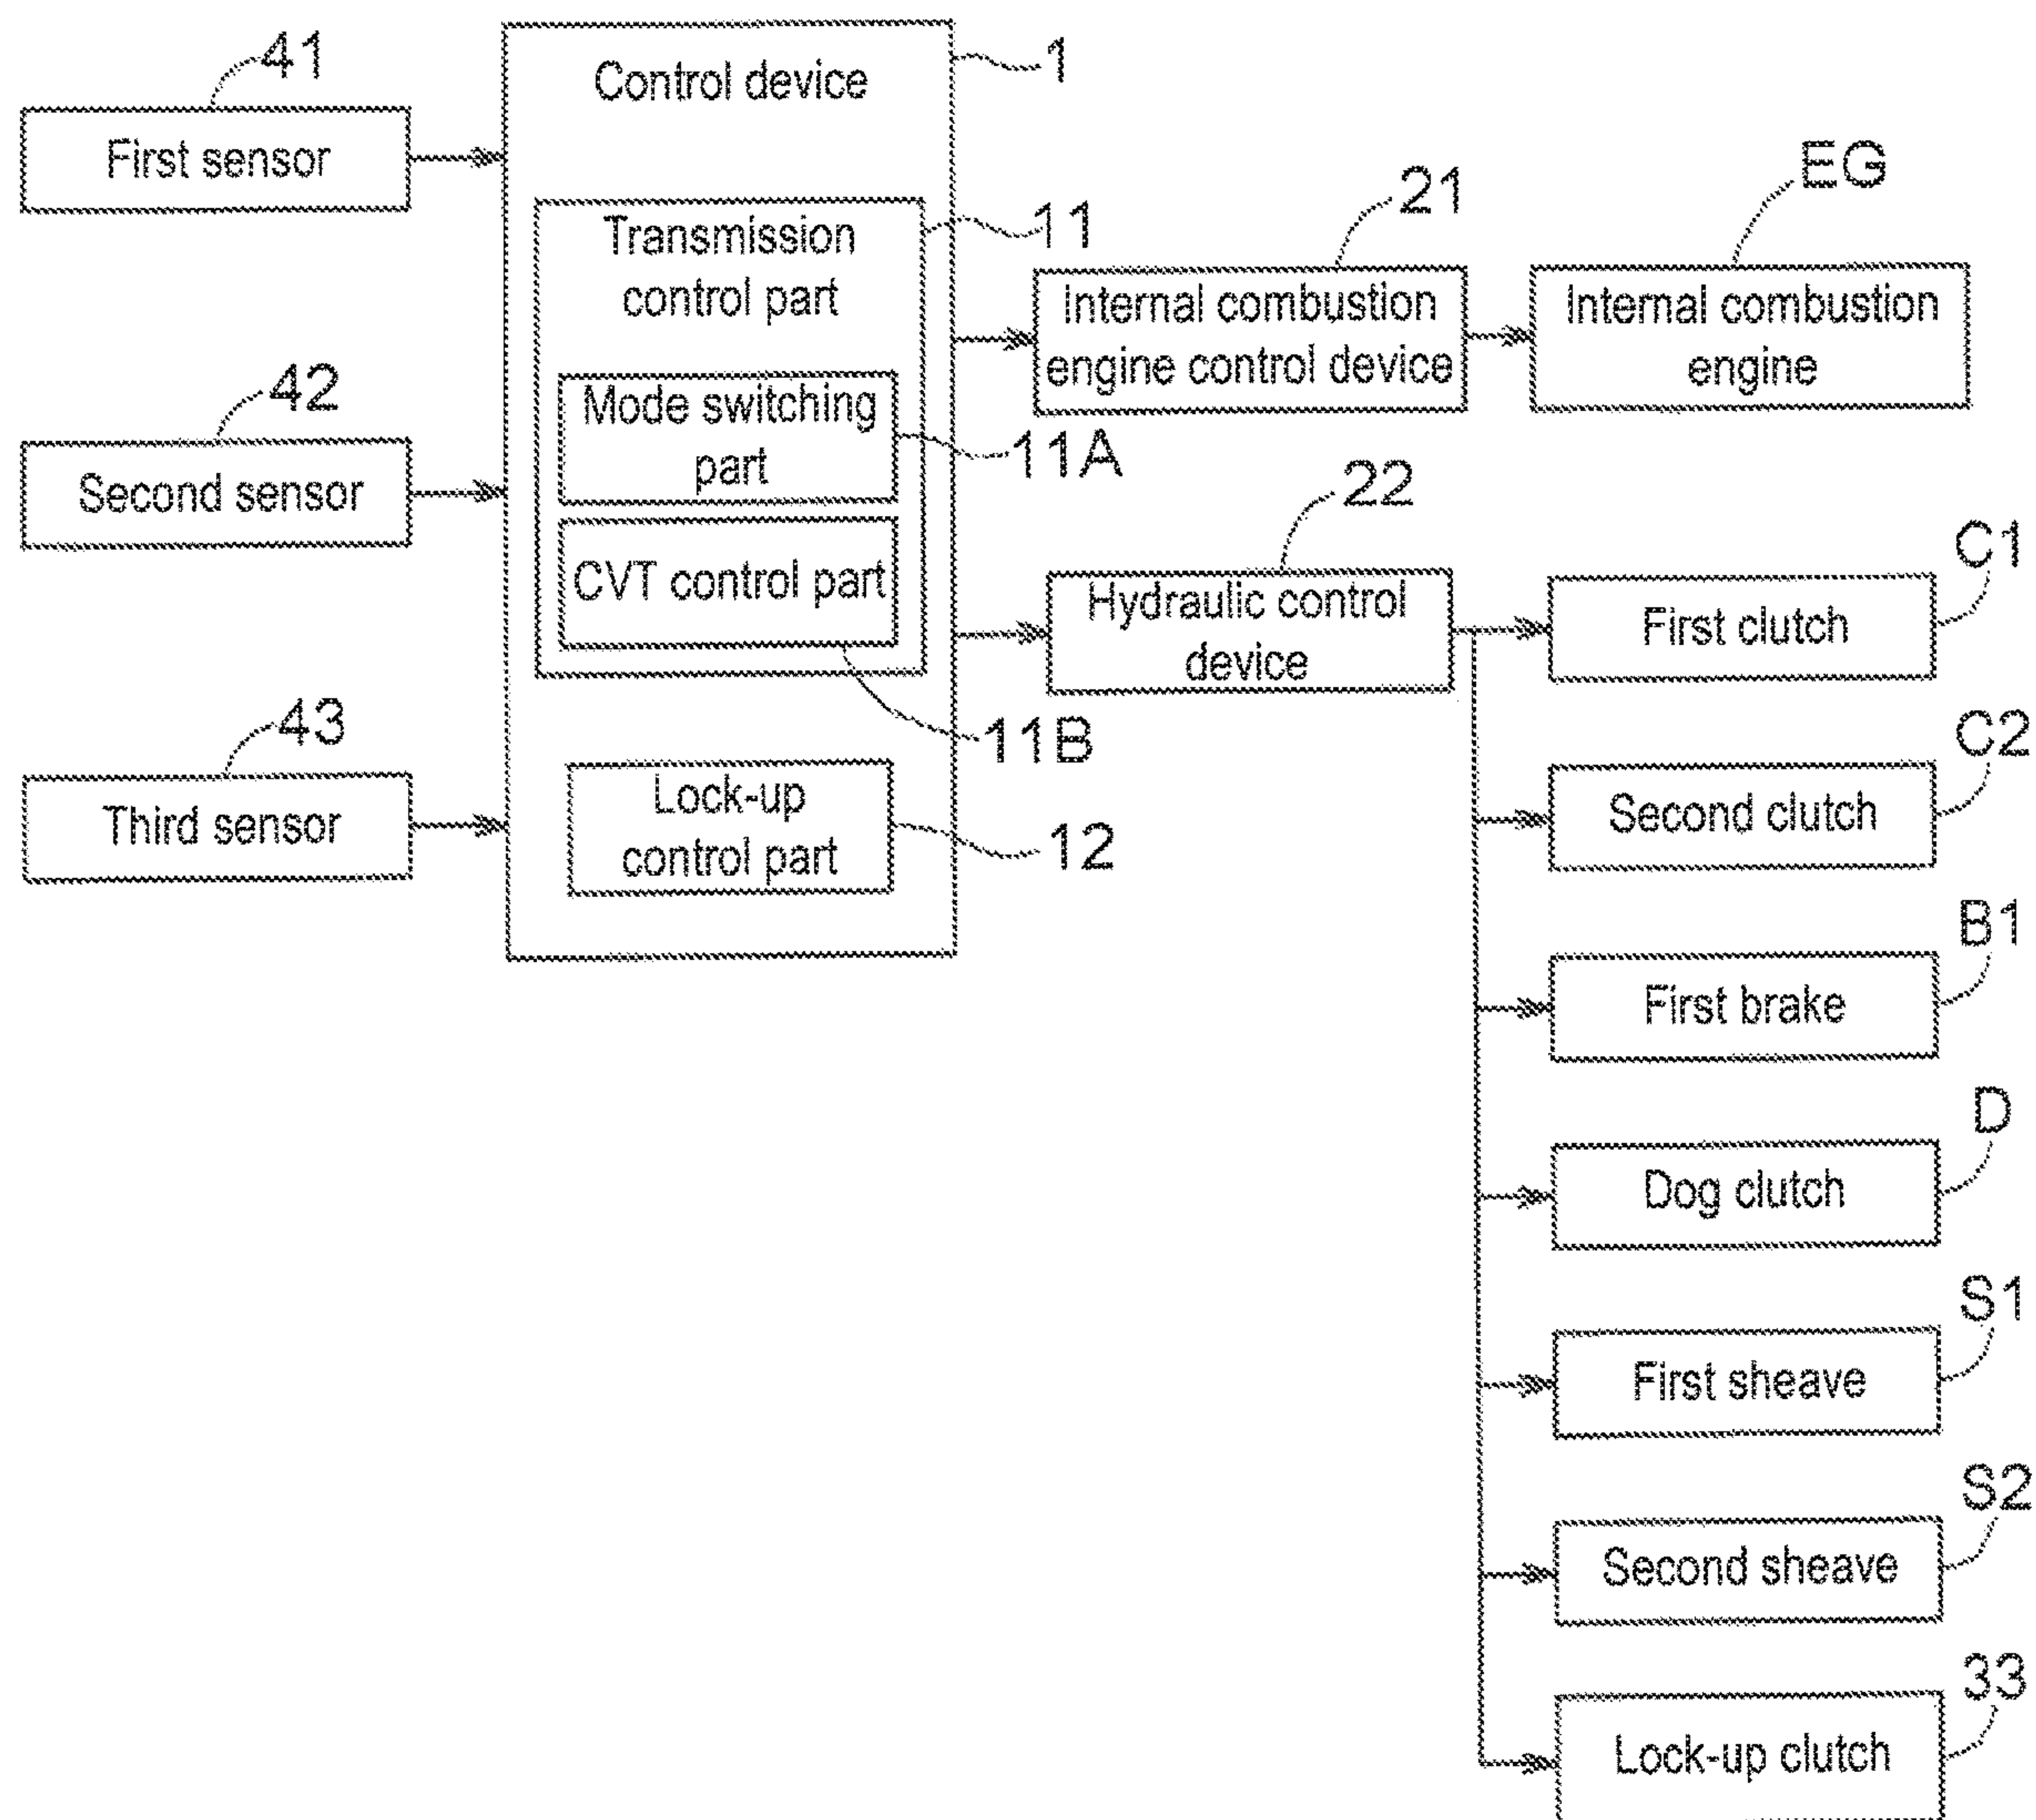 41
First sensor
42
Second sensor
43
Third sensor
1
Control device
11
Transmission
control part
Mode switching
part
11A
CVT control part
11B
Lock-up
control part
12
21
Internal combustion
engine control device
EG
Internal combustion
engine
22
Hydraulic control
device
C1
First clutch
C2
Second clutch
B1
First brake
D
Dog clutch
S1
First sheave
S2
Second sheave
33
Lock-up clutch